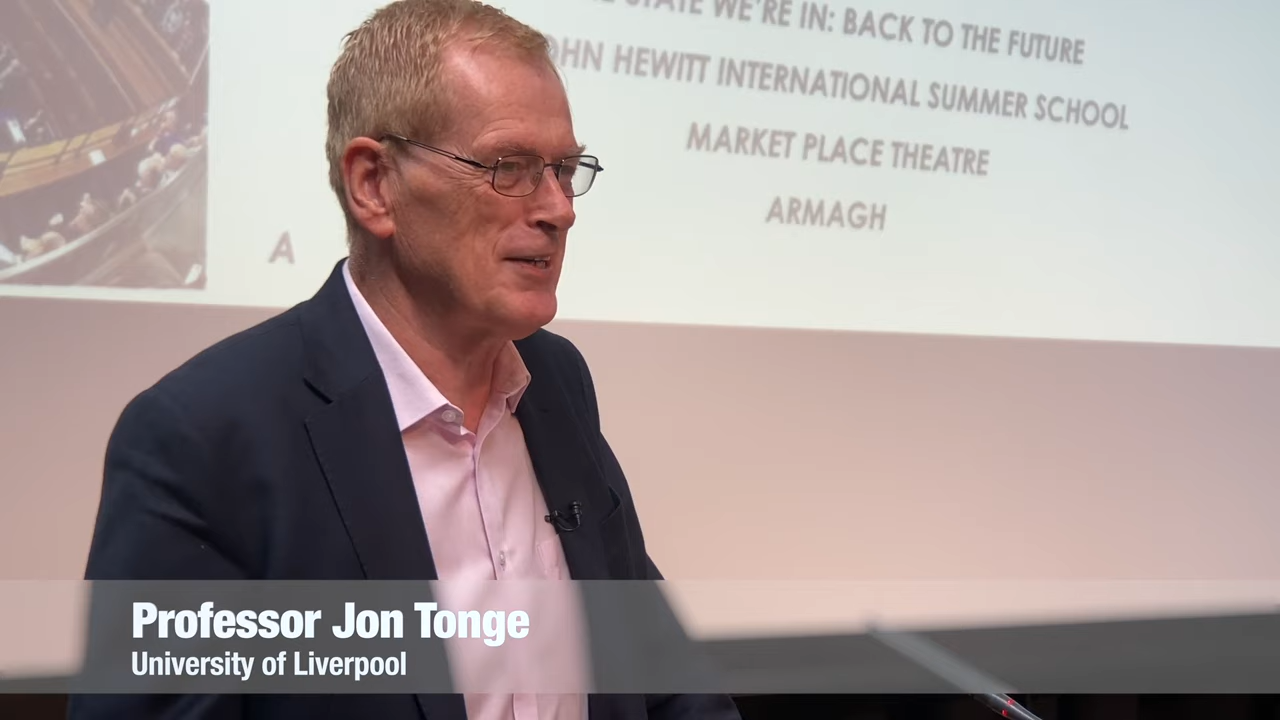 STATE WE'RE IN: BACK TO THE FUTURE
OHN HEWITT INTERNATIONAL SUMMER SCHOOL
MARKET PLACE THEATRE
ARMAGH
A
Professor Jon Tonge
University of Liverpool